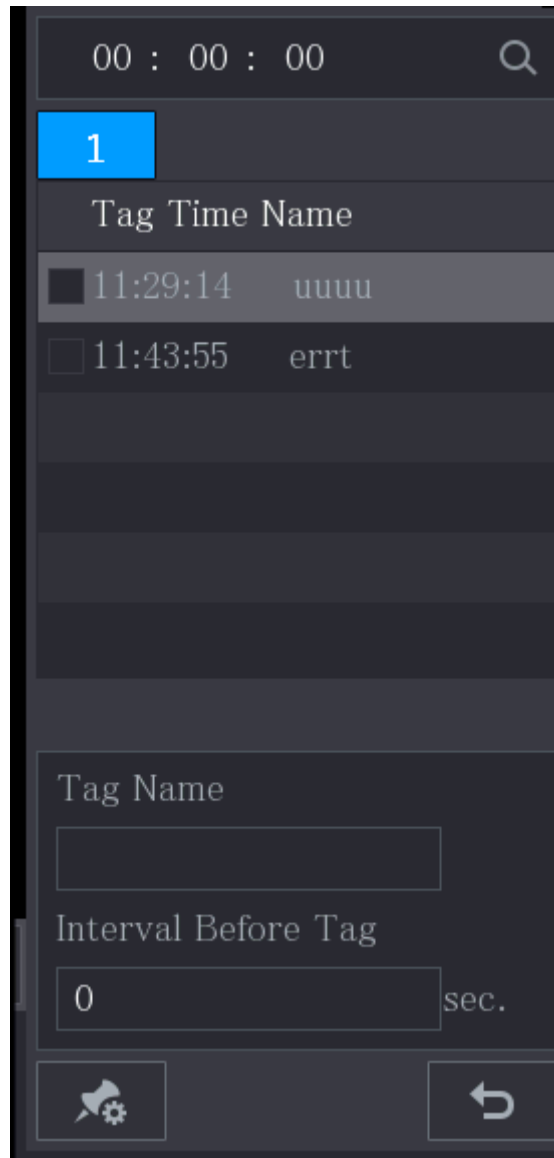 00 : 00 : 00
1
Tag Time Name
11:29:14 uuuu
11:43:55 errt
Tag Name
Interval Before Tag
0 sec.